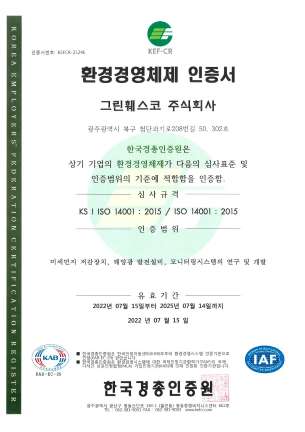 KEF-CR
인증서번호: KEFCR-21246
환경경영체제 인증서
그린훼스코 주식회사
광주광역시 북구 첨단과기로208번길 50, 302호
한국경총인증원은
상기 기업의 환경경영체제가 다음의 심사표준 및
인증범위의 기준에 적합함을 인증함.
심사규격
KS I ISO 14001 : 2015 / ISO 14001 : 2015
인증범위
미세먼지 저감장치, 태양광 발전설비, 모니터링시스템의 연구 및 개발
유효기간
2022년 07월 15일부터 2025년 07월 14일까지
2022 년 07 월 15 일
KAB
KAB-EC-20
IAF
한국경총인증원
KOREA EMPLOYERS' FEDERATION CERTIFICATION REGISTER